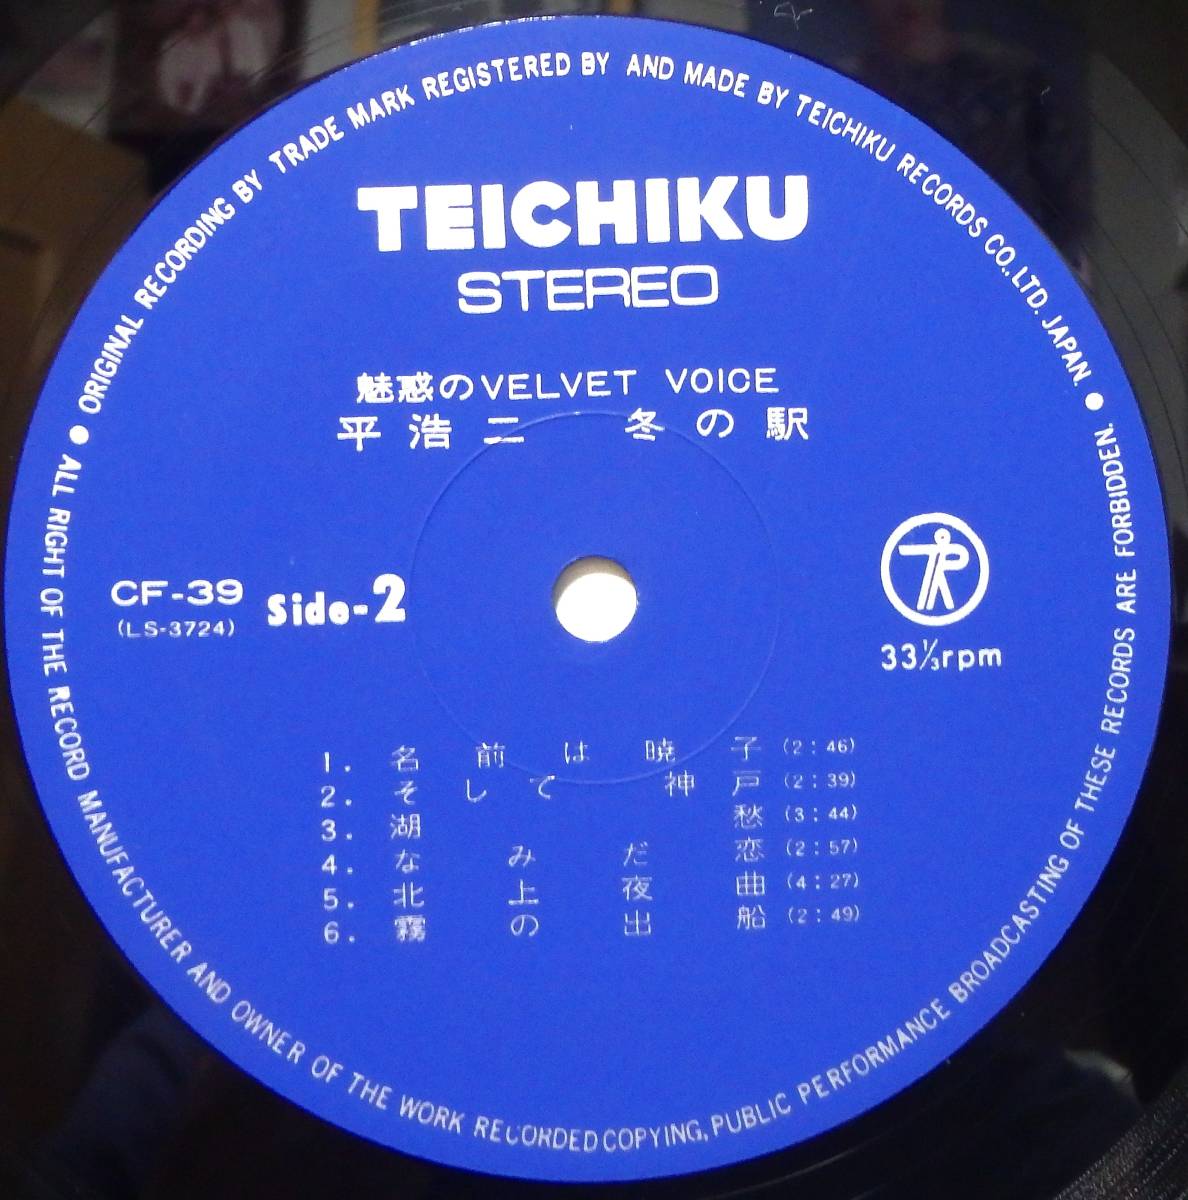 ORIGINAL RECORDING BY TRADE MARK REGISTERED BY AND MADE BY TEICHIKU RECORDS CO., LTD. JAPAN.
TEICHIKU
STEREO
魅惑のVELVET VOICE
平浩二 冬の駅
CF-39 Side-2
(LS-3724)
33⅓rpm
1. 名前は暁子 (2:46)
2. そして神戸 (2:39)
3. 湖愁 (3:44)
4. なみだ恋 (2:57)
5. 北上夜曲 (4:27)
6. 霧の出船 (2:49)
ALL RIGHT OF THE RECORD MANUFACTURER AND OWNER OF THE WORK RECORDED COPYING, PUBLIC PERFORMANCE BROADCASTING OF THESE RECORDS ARE FORBIDDEN.